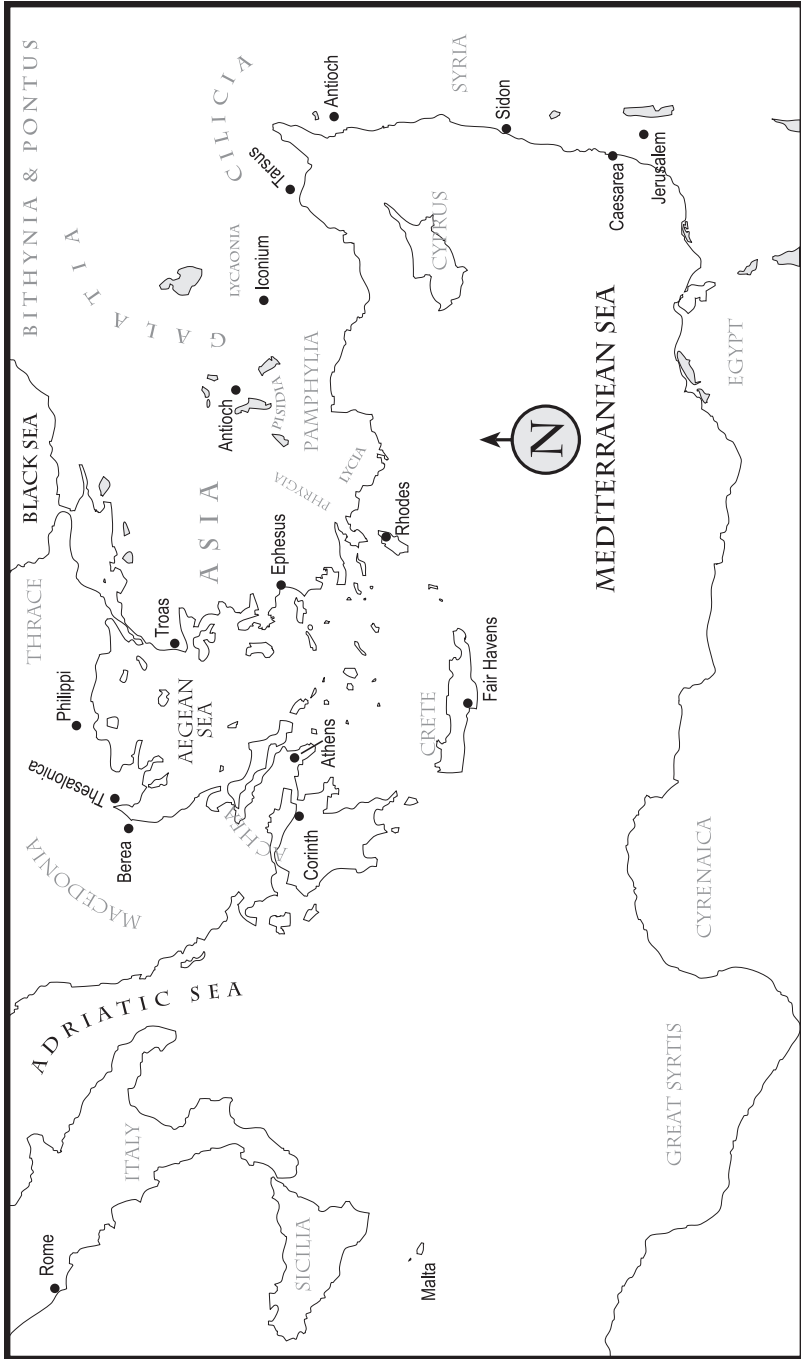 Rome
ADRIATIC SEA
MACEDONIA
Berea
Thesalonica
Philippi
THRACE
BLACK SEA
BITHYNIA & PONTUS
ITALY
AEGEAN
SEA
Troas
ASIA
Antioch
GALATIA
LYCAONIA
Iconium
CILICIA
Tarsus
Corinth
Athens
Ephesus
PHRYGIA
PISIDIA
LYCIA
PAMPHYLIA
Antioch
SICILIA
Malta
CRETE
Fair Havens
Rhodes
CYPRUS
SYRIA
Sidon
N
MEDITERRANEAN SEA
Caesarea
Jerusalem
GREAT SYRTIS
CYRENAICA
EGYPT